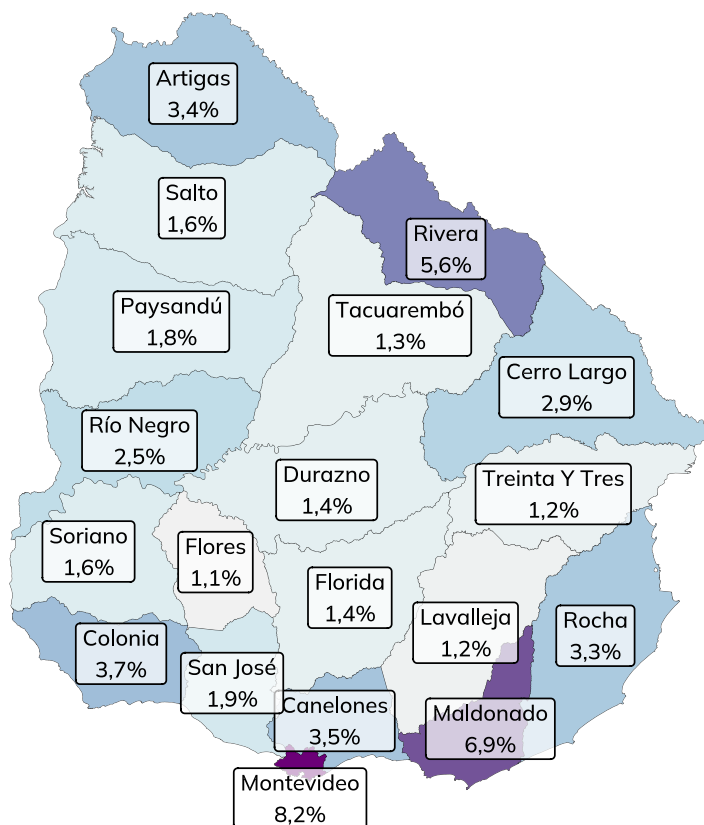 Artigas
3,4%
Salto
1,6%
Rivera
5,6%
Paysandú
1,8%
Tacuarembó
1,3%
Cerro Largo
2,9%
Río Negro
2,5%
Durazno
1,4%
Treinta Y Tres
1,2%
Soriano
1,6%
Flores
1,1%
Florida
1,4%
Lavalleja
1,2%
Rocha
3,3%
Colonia
3,7%
San José
1,9%
Canelones
3,5%
Maldonado
6,9%
Montevideo
8,2%